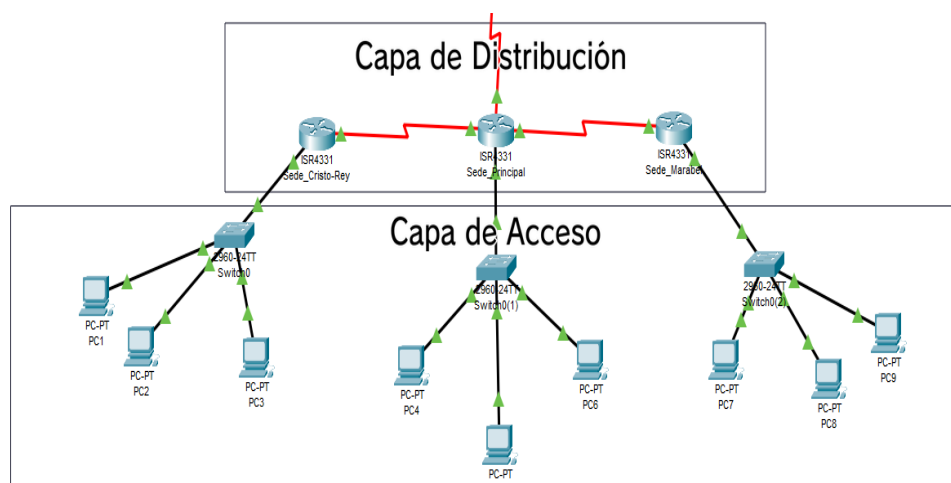 Capa de Distribución
ISR4331
Sede_Cristo-Rey
ISR4331
Sede_Principal
ISR4331
Sede_Marabel
Capa de Acceso
2960-24TT
Switch0
2960-24TT
Switch0(1)
2960-24TT
Switch0(2)
PC-PT
PC1
PC-PT
PC2
PC-PT
PC3
PC-PT
PC4
PC-PT
PC-PT
PC6
PC-PT
PC7
PC-PT
PC8
PC-PT
PC9